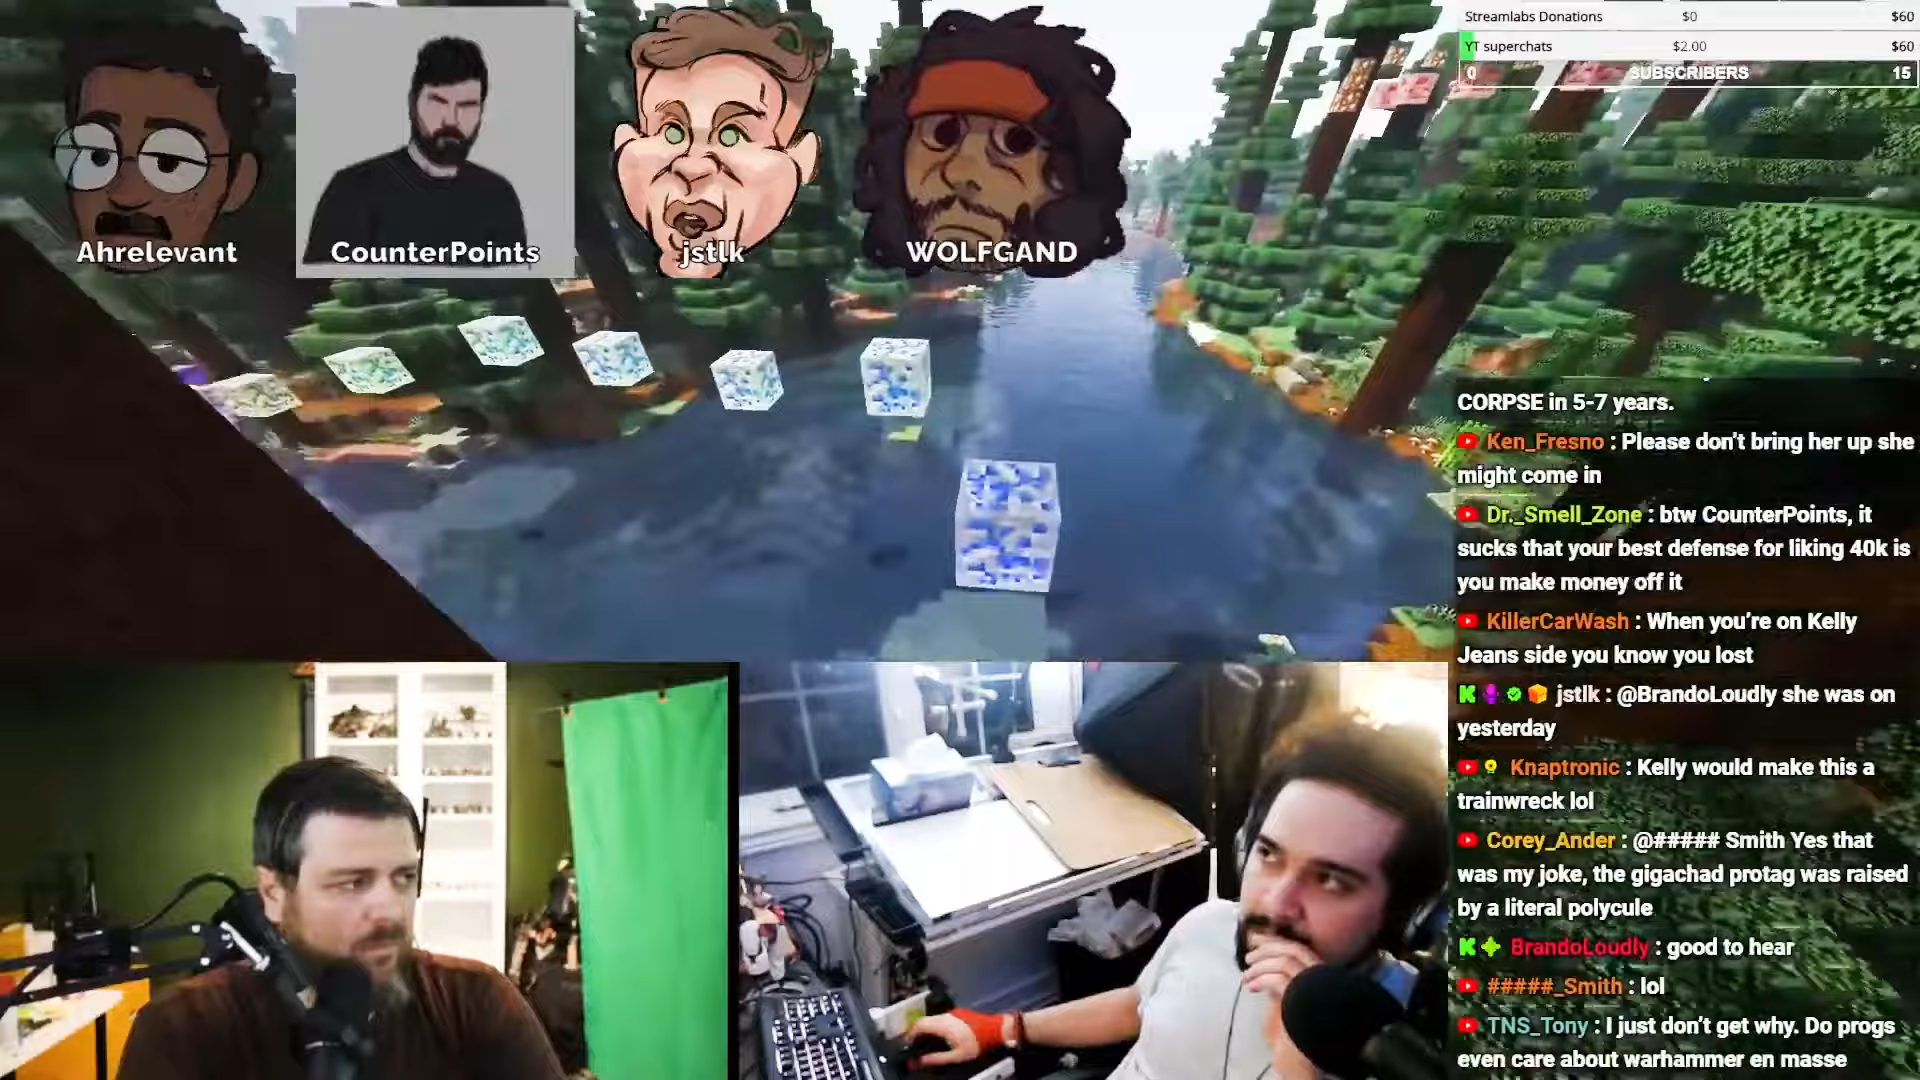 Streamlabs Donations $0 $60
YT superchats $2.00 $60
0 SUBSCRIBERS 15
Ahrelevant
CounterPoints
jstlk
WOLFGAND
CORPSE in 5-7 years.
Ken_Fresno : Please don't bring her up she
might come in
Dr._Smell_Zone : btw CounterPoints, it
sucks that your best defense for liking 40k is
you make money off it
KillerCarWash : When you're on Kelly
Jeans side you know you lost
jstlk : @BrandoLoudly she was on
yesterday
Knaptronic : Kelly would make this a
trainwreck lol
Corey_Ander : @##### Smith Yes that
was my joke, the gigachad protag was raised
by a literal polycule
BrandoLoudly : good to hear
#####_Smith : lol
TNS_Tony : I just don't get why. Do progs
even care about warhammer en masse